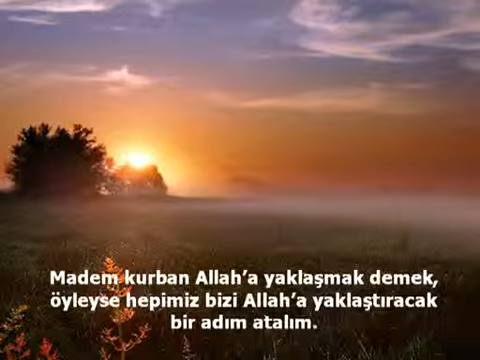 Madem kurban Allah’a yaklaşmak demek,
öyleyse hepimiz bizi Allah’a yaklaştıracak
bir adım atalım.